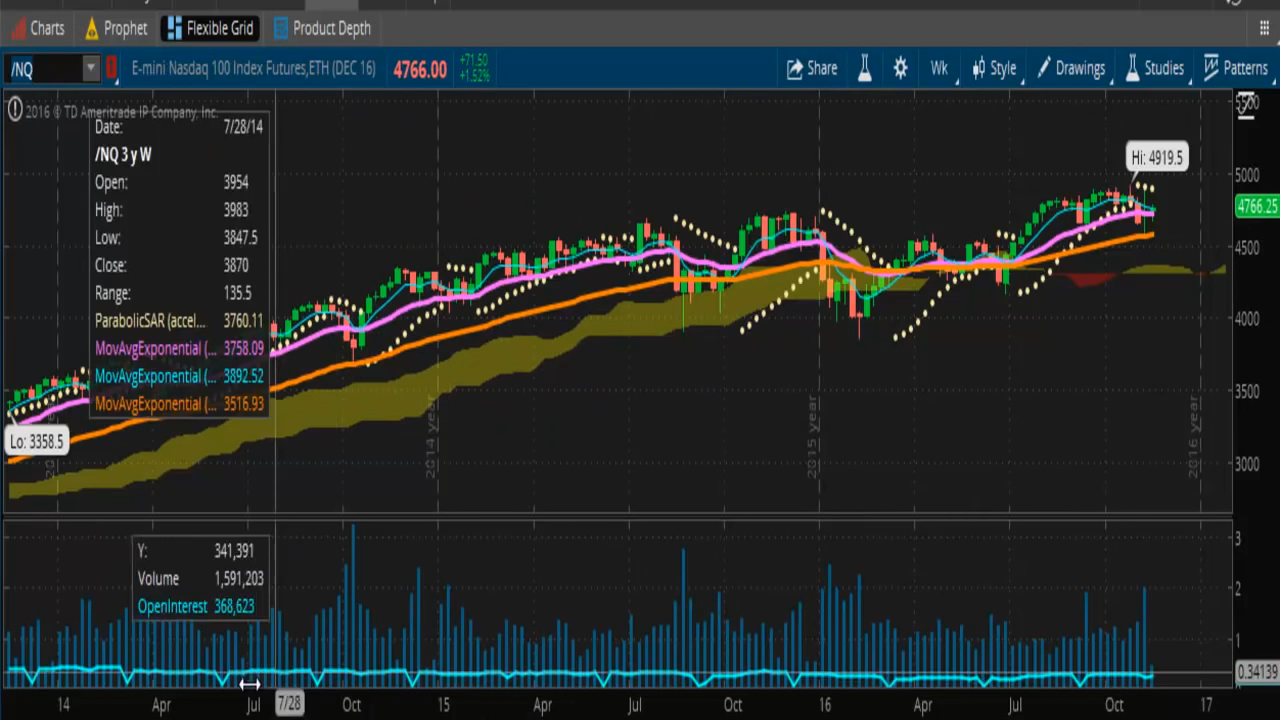 Charts Prophet Flexible Grid Product Depth
/NQ E-mini Nasdaq 100 Index Futures,ETH (DEC 16) 4766.00 +71.50 +1.52% Share Wk Style Drawings Studies Patterns
2016 © TD Ameritrade IP Company, Inc.
Date: 7/28/14
/NQ 3 y W
Open: 3954
High: 3983
Low: 3847.5
Close: 3870
Range: 135.5
ParabolicSAR (accel... 3760.11
MovAvgExponential (... 3758.09
MovAvgExponential (... 3892.52
MovAvgExponential (... 3516.93
Hi: 4919.5
Lo: 3358.5
5500
5000
4766.25
4500
4000
3500
3000
2014 year
2015 year
2016 year
Y: 341,391
Volume 1,591,203
OpenInterest 368,623
3
2
1
0.34139
14 Apr Jul 7/28 Oct 15 Apr Jul Oct 16 Apr Jul Oct 17